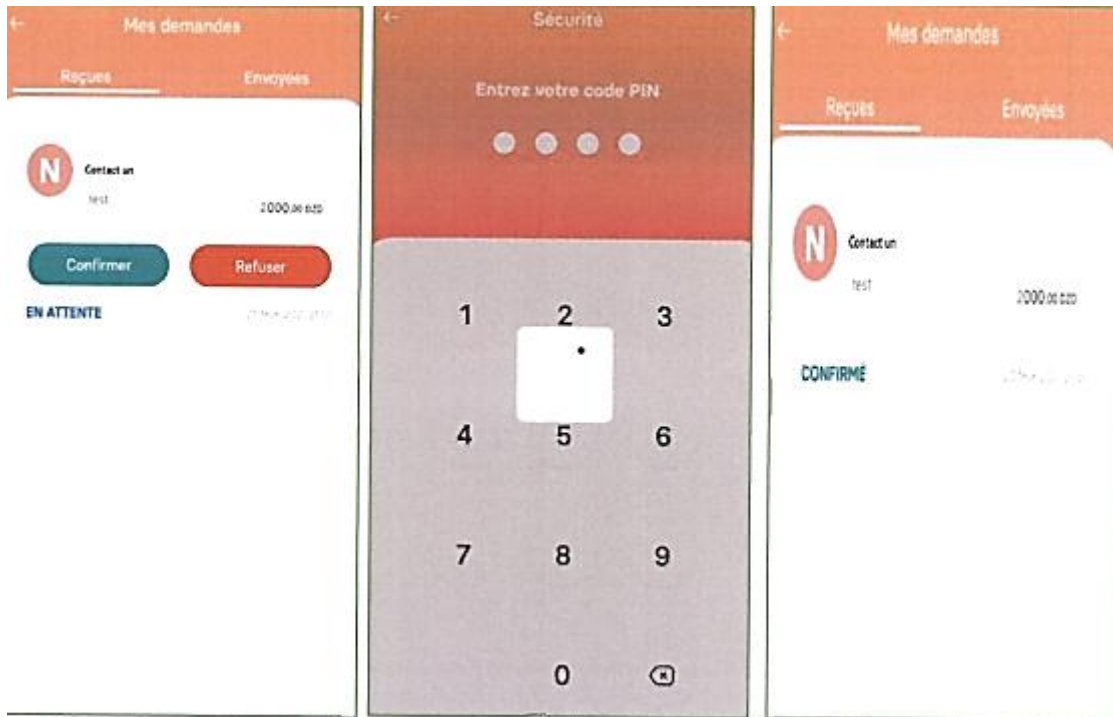 Mes demandes
Reçues Envoyées
N
Contact un
test
2000,00 DZD
Confirmer Refuser
EN ATTENTE
Sécurité
Entrez votre code PIN
1 2 3
4 5 6
7 8 9
0
Mes demandes
Reçues Envoyées
N
Contact un
test
2000,00 DZD
CONFIRMÉ